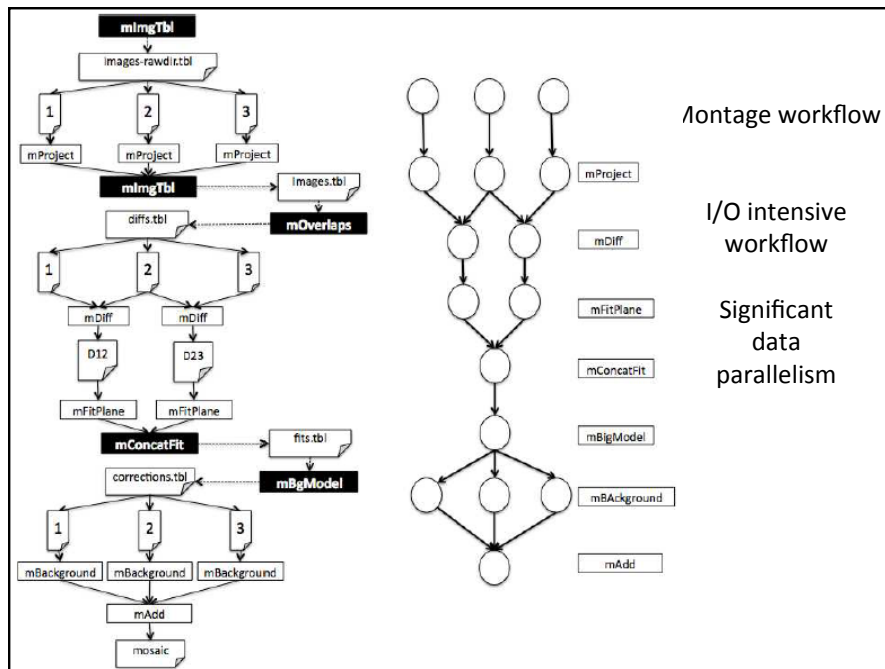 mImgTbl
images-rawdir.tbl
1 2 3
mProject mProject mProject
mImgTbl images.tbl
diffs.tbl mOverlaps
1 2 3
mDiff mDiff
D12 D23
mFitPlane mFitPlane
mConcatFit fits.tbl
corrections.tbl mBgModel
1 2 3
mBackground mBackground mBackground
mAdd
mosaic
mProject
mDiff
mFitPlane
mConcatFit
mBigModel
mBAckground
mAdd
Montage workflow
I/O intensive
workflow
Significant
data
parallelism